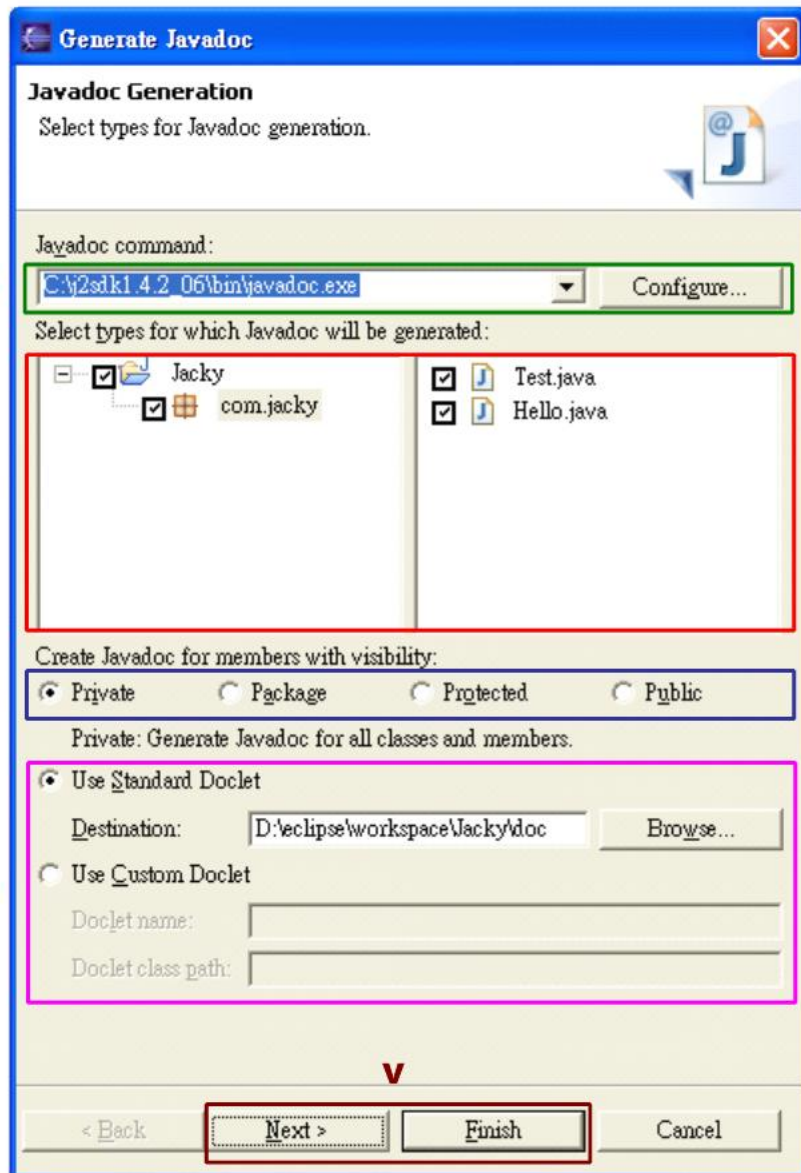 Generate Javadoc
Javadoc Generation
Select types for Javadoc generation.
@
J
Javadoc command:
C:\j2sdk1.4.2_06\bin\javadoc.exe
Configure...
Select types for which Javadoc will be generated:
Jacky
com.jacky
J Test.java
J Hello.java
Create Javadoc for members with visibility:
Private Package Protected Public
Private: Generate Javadoc for all classes and members.
Use Standard Doclet
Destination: D:\eclipse\workspace\Jacky\doc Browse...
Use Custom Doclet
Doclet name:
Doclet class path:
v
< Back Next > Finish Cancel